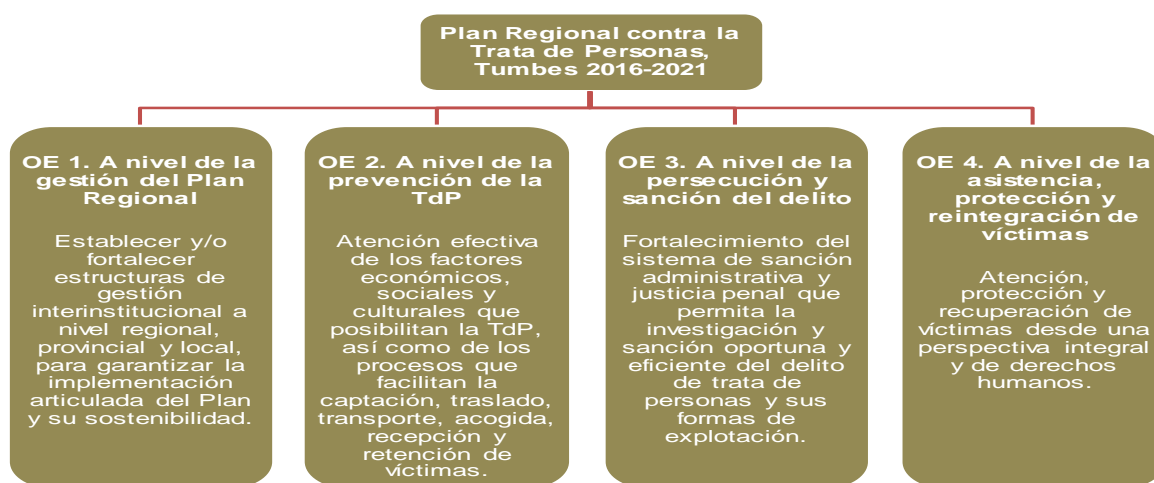 Plan Regional contra la
Trata de Personas,
Tumbes 2016-2021
OE 1. A nivel de la
gestión del Plan
Regional
Establecer y/o
fortalecer
estructuras de
gestión
interinstitucional a
nivel regional,
provincial y local,
para garantizar la
implementación
articulada del Plan
y su sostenibilidad.
OE 2. A nivel de la
prevención de la
TdP
Atención efectiva
de los factores
económicos,
sociales y
culturales que
posibilitan la TdP,
así como de los
procesos que
facilitan la
captación, traslado,
transporte, acogida,
recepción y
retención de
víctimas.
OE 3. A nivel de la
persecución y
sanción del delito
Fortalecimiento del
sistema de sanción
administrativa y
justicia penal que
permita la
investigación y
sanción oportuna y
eficiente del delito
de trata de
personas y sus
formas de
explotación.
OE 4. A nivel de la
asistencia,
protección y
reintegración de
víctimas
Atención,
protección y
recuperación de
víctimas desde una
perspectiva integral
y de derechos
humanos.